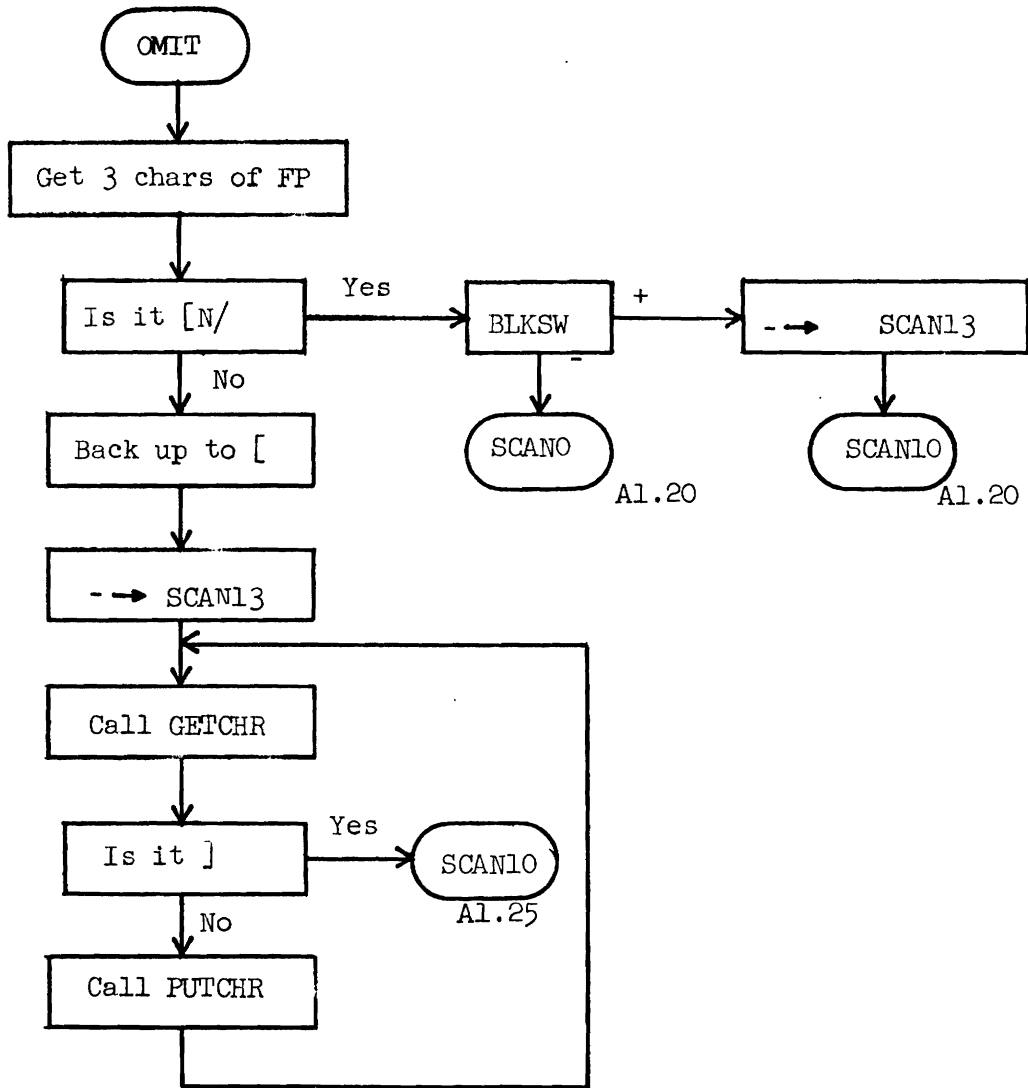 OMIT
Get 3 chars of FP
Is it [N/
Yes
BLKSW
+
- → SCAN13
No
-
Back up to [
SCAN0
A1.20
SCAN10
A1.20
- → SCAN13
Call GETCHR
Is it ]
Yes
SCAN10
A1.25
No
Call PUTCHR